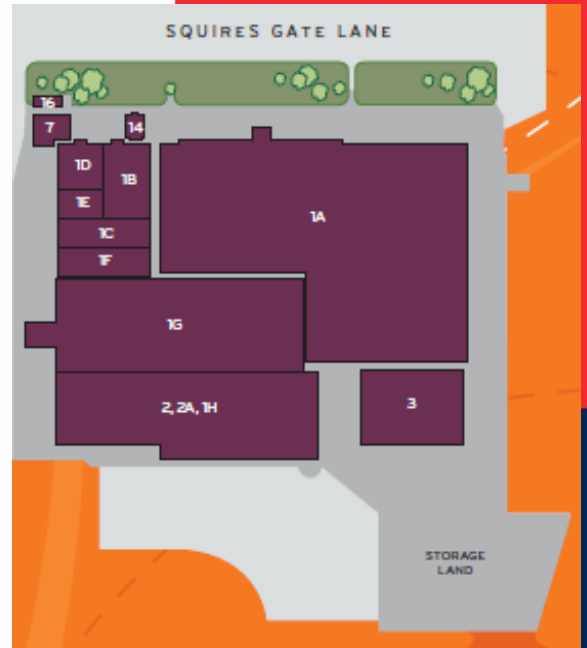 SQUIRES GATE LANE
16
7
14
1D
1B
1E
1A
1C
1F
1G
2, 2A, 1H
3
STORAGE
LAND